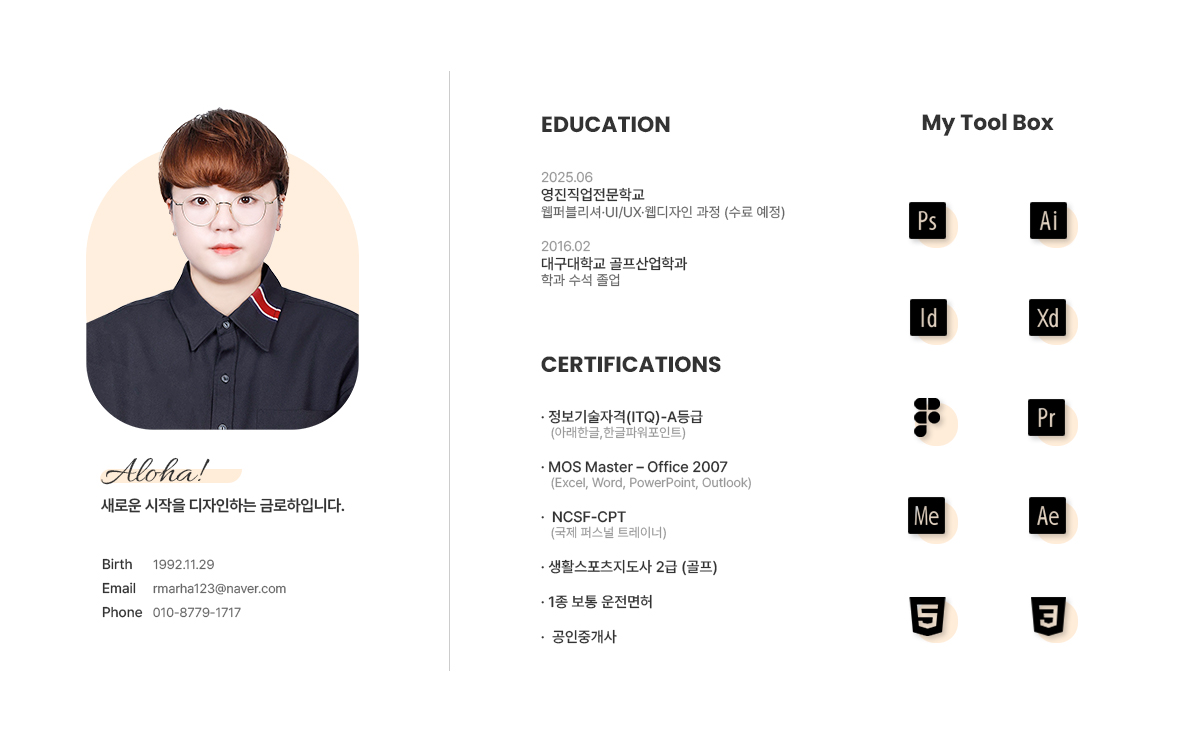 Aloha!
새로운 시작을 디자인하는 금로하입니다.
Birth 1992.11.29
Email rmarha123@naver.com
Phone 010-8779-1717
EDUCATION
2025.06
영진직업전문학교
웹퍼블리셔·UI/UX·웹디자인 과정 (수료 예정)
2016.02
대구대학교 골프산업학과
학과 수석 졸업
CERTIFICATIONS
· 정보기술자격(ITQ)-A등급
(아래한글,한글파워포인트)
· MOS Master – Office 2007
(Excel, Word, PowerPoint, Outlook)
· NCSF-CPT
(국제 퍼스널 트레이너)
· 생활스포츠지도사 2급 (골프)
· 1종 보통 운전면허
· 공인중개사
My Tool Box
Ps Ai
Id Xd
Pr
Me Ae
5 3